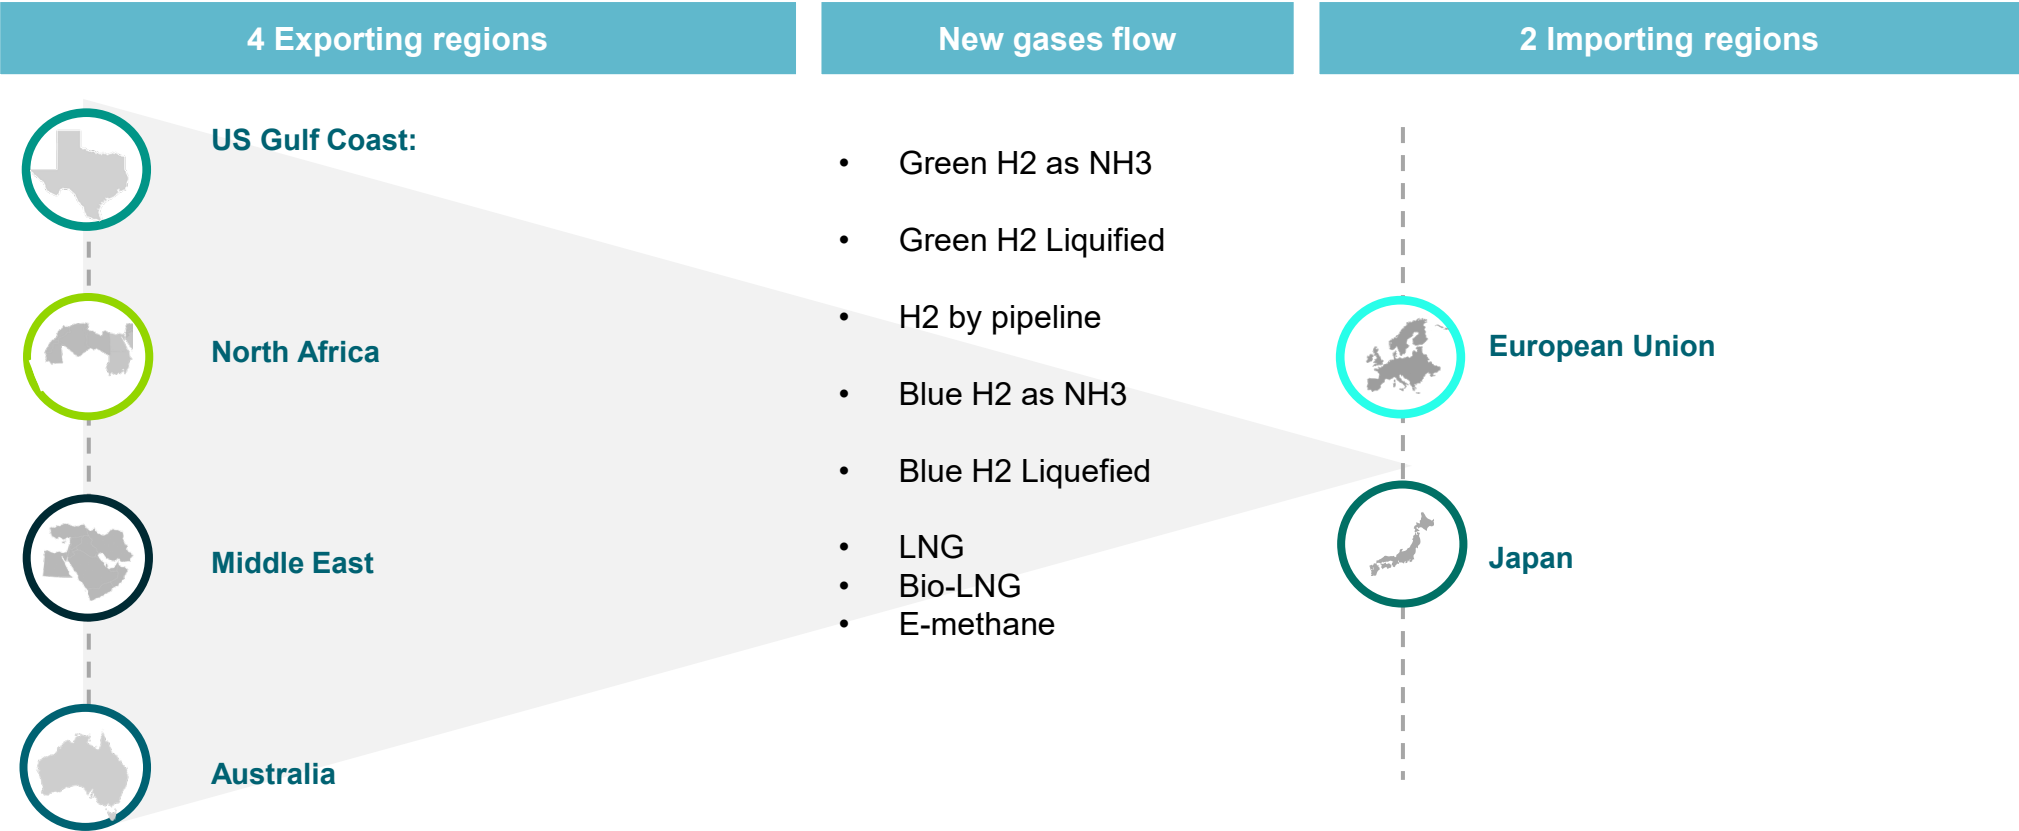 4 Exporting regions
New gases flow
2 Importing regions
US Gulf Coast:
North Africa
Middle East
Australia
• Green H2 as NH3
• Green H2 Liquified
• H2 by pipeline
• Blue H2 as NH3
• Blue H2 Liquefied
• LNG
• Bio-LNG
• E-methane
European Union
Japan